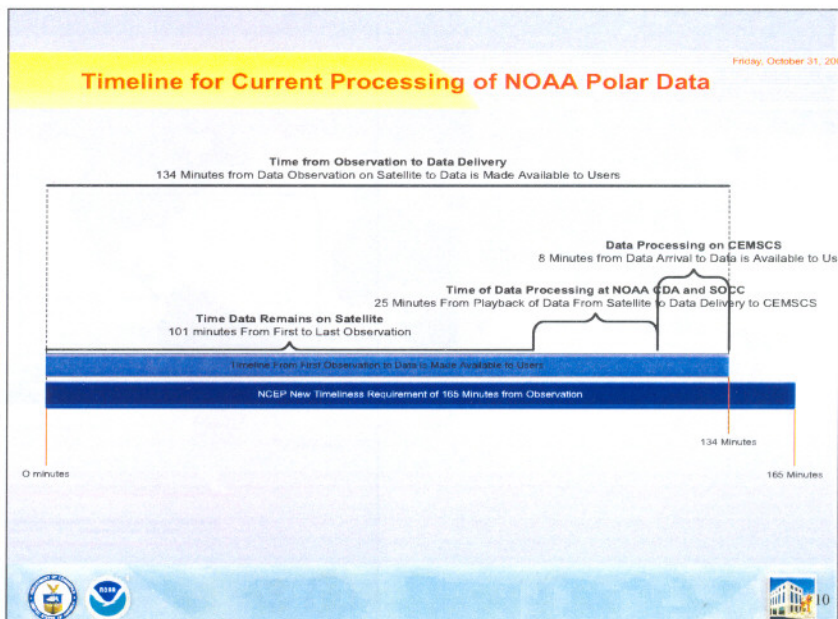 Friday, October 31, 200
Timeline for Current Processing of NOAA Polar Data
Time from Observation to Data Delivery
134 Minutes from Data Observation on Satellite to Data is Made Available to Users
Data Processing on CEMSCS
8 Minutes from Data Arrival to Data is Available to Us
Time of Data Processing at NOAA CDA and SOCC
25 Minutes From Playback of Data From Satellite to Data Delivery to CEMSCS
Time Data Remains on Satellite
101 minutes From First to Last Observation
Timeline From First Observation to Data is Made Available to Users
NCEP New Timeliness Requirement of 165 Minutes from Observation
134 Minutes
0 minutes
165 Minutes
NOAA
10